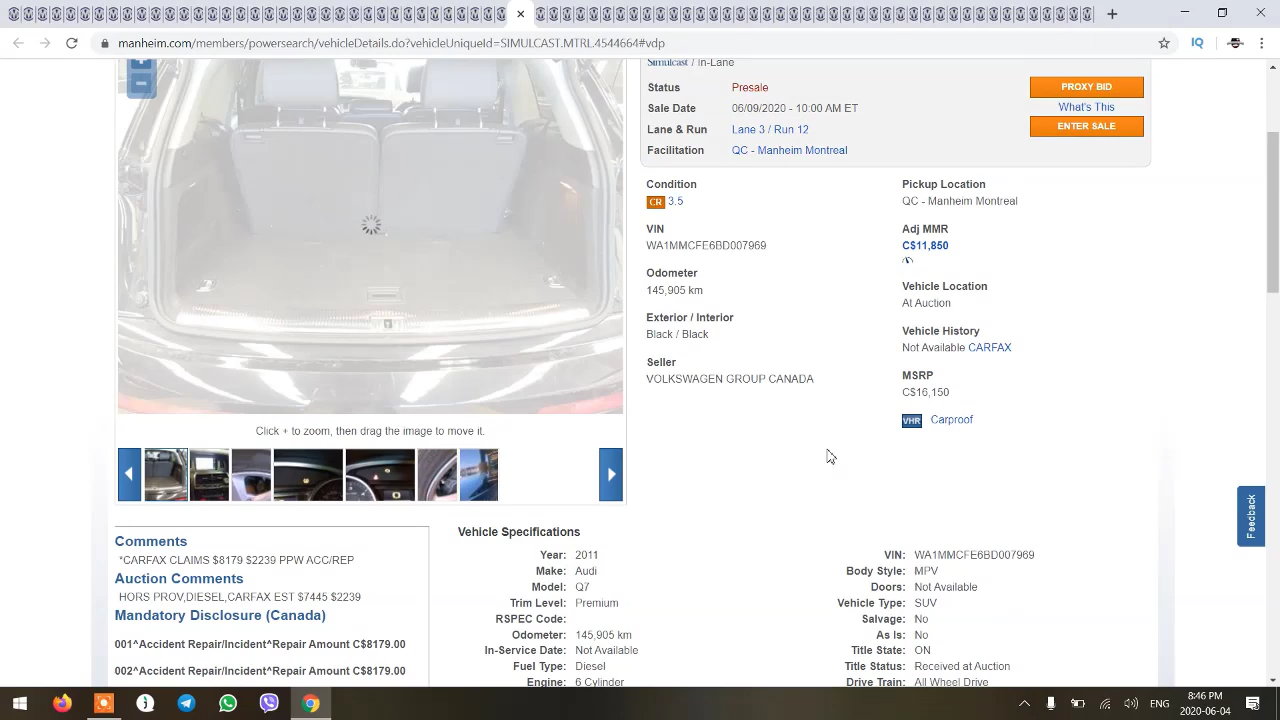 manheim.com/members/powersearch/vehicleDetails.do?vehicleUniqueId=SIMULCAST.MTRL.4544664#vdp
Simulcast / In-Lane
Status Presale
PROXY BID
What's This
Sale Date 06/09/2020 - 10:00 AM ET
ENTER SALE
Lane & Run Lane 3 / Run 12
Facilitation QC - Manheim Montreal
Condition
CR 3.5
VIN
WA1MMCFE6BD007969
Odometer
145,905 km
Exterior / Interior
Black / Black
Seller
VOLKSWAGEN GROUP CANADA
Pickup Location
QC - Manheim Montreal
Adj MMR
C$11,850
Vehicle Location
At Auction
Vehicle History
Not Available CARFAX
MSRP
C$16,150
VHR Carproof
Click + to zoom, then drag the image to move it.
Feedback
Comments
*CARFAX CLAIMS $8179 $2239 PPW ACC/REP
Auction Comments
HORS PROV,DIESEL,CARFAX EST $7445 $2239
Mandatory Disclosure (Canada)
001^Accident Repair/Incident^Repair Amount C$8179.00
002^Accident Repair/Incident^Repair Amount C$8179.00
Vehicle Specifications
Year: 2011
Make: Audi
Model: Q7
Trim Level: Premium
RSPEC Code:
Odometer: 145,905 km
In-Service Date: Not Available
Fuel Type: Diesel
Engine: 6 Cylinder
VIN: WA1MMCFE6BD007969
Body Style: MPV
Doors: Not Available
Vehicle Type: SUV
Salvage: No
As Is: No
Title State: ON
Title Status: Received at Auction
Drive Train: All Wheel Drive
ENG
8:46 PM
2020-06-04